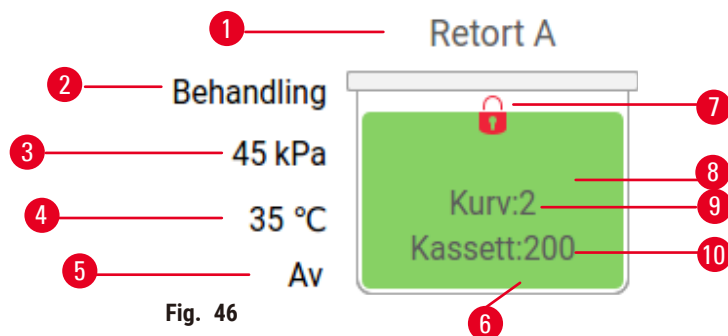 1 Retort A
2 Behandling
7
3 45 kPa
8
4 35 °C
Kurv:2 9
Kassett:200 10
5 Av
Fig. 46
6